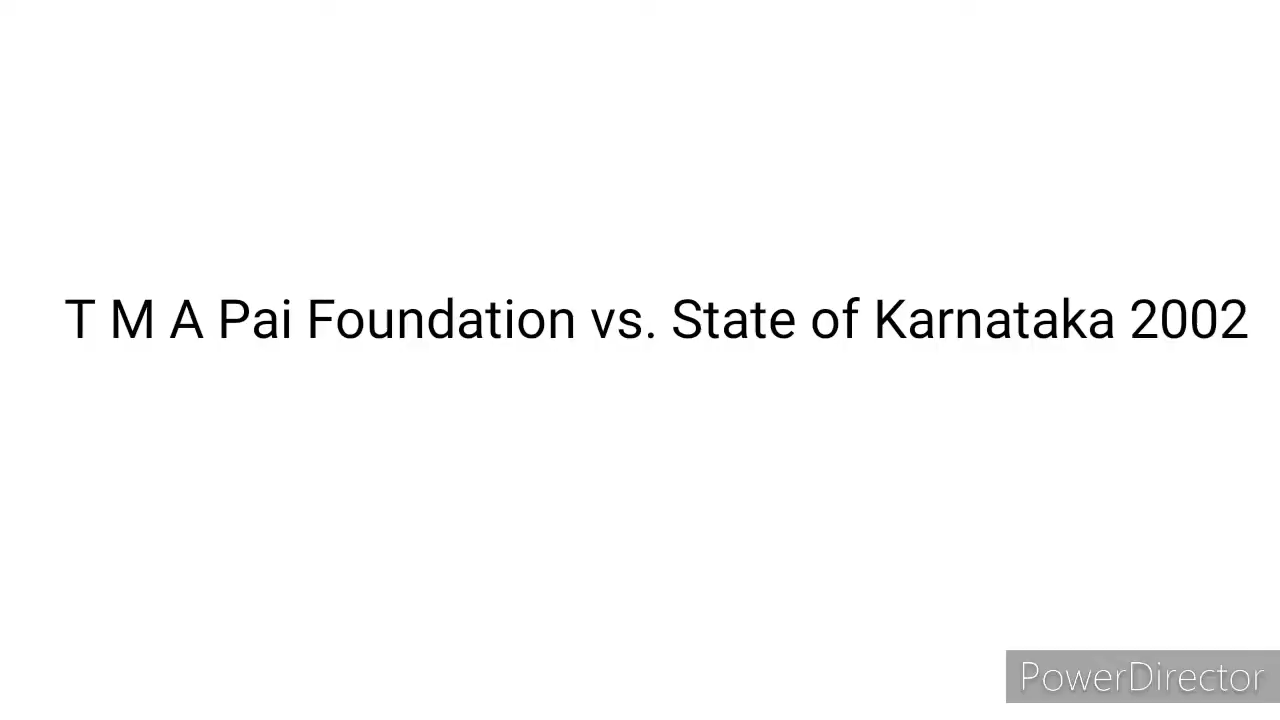 T M A Pai Foundation vs. State of Karnataka 2002
PowerDirector